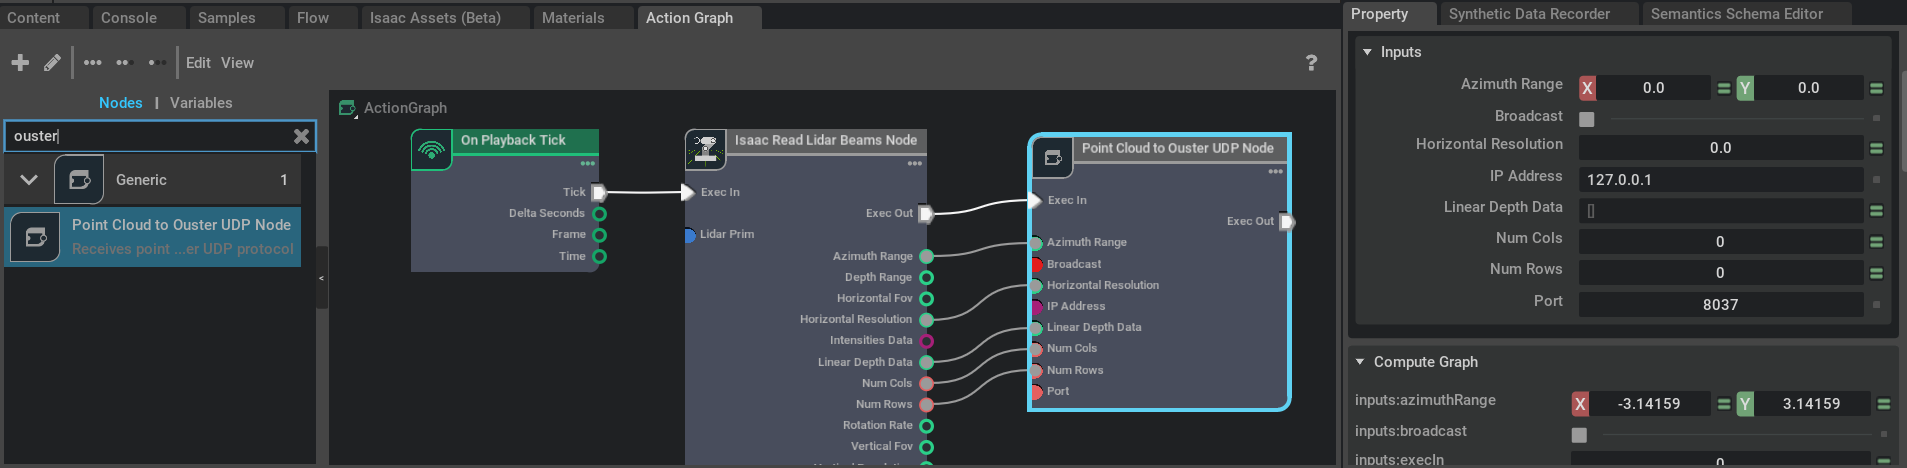 Content Console Samples Flow Isaac Assets (Beta) Materials Action Graph
Edit View ?
Nodes | Variables
ouster
Generic 1
Point Cloud to Ouster UDP Node
Receives point ...er UDP protocol
<
ActionGraph
On Playback Tick
Tick
Delta Seconds
Frame
Time
Isaac Read Lidar Beams Node
Exec In
Exec Out
Lidar Prim
Azimuth Range
Depth Range
Horizontal Fov
Horizontal Resolution
Intensities Data
Linear Depth Data
Num Cols
Num Rows
Rotation Rate
Vertical Fov
Point Cloud to Ouster UDP Node
Exec In
Exec Out
Azimuth Range
Broadcast
Horizontal Resolution
IP Address
Linear Depth Data
Num Cols
Num Rows
Port
Property Synthetic Data Recorder Semantics Schema Editor
Inputs
Azimuth Range X 0.0 Y 0.0
Broadcast
Horizontal Resolution 0.0
IP Address 127.0.0.1
Linear Depth Data []
Num Cols 0
Num Rows 0
Port 8037
Compute Graph
inputs:azimuthRange X -3.14159 Y 3.14159
inputs:broadcast
inputs:execIn 0